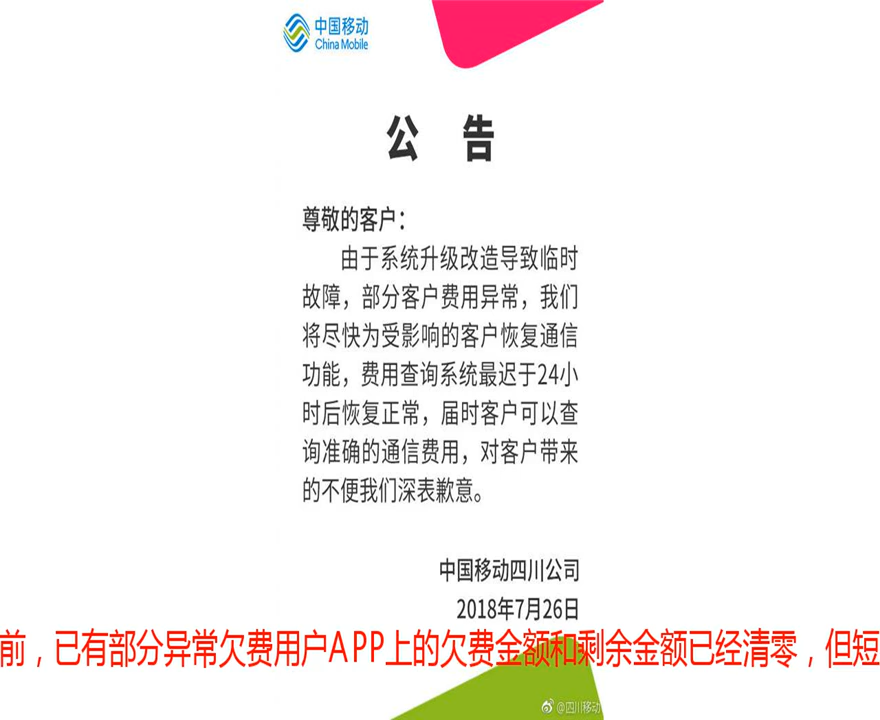 中国移动
China Mobile
公 告
尊敬的客户：
由于系统升级改造导致临时
故障，部分客户费用异常，我们
将尽快为受影响的客户恢复通信
功能，费用查询系统最迟于24小
时后恢复正常，届时客户可以查
询准确的通信费用，对客户带来
的不便我们深表歉意。
中国移动四川公司
2018年7月26日
前，已有部分异常欠费用户APP上的欠费金额和剩余金额已经清零，但短
@四川移动